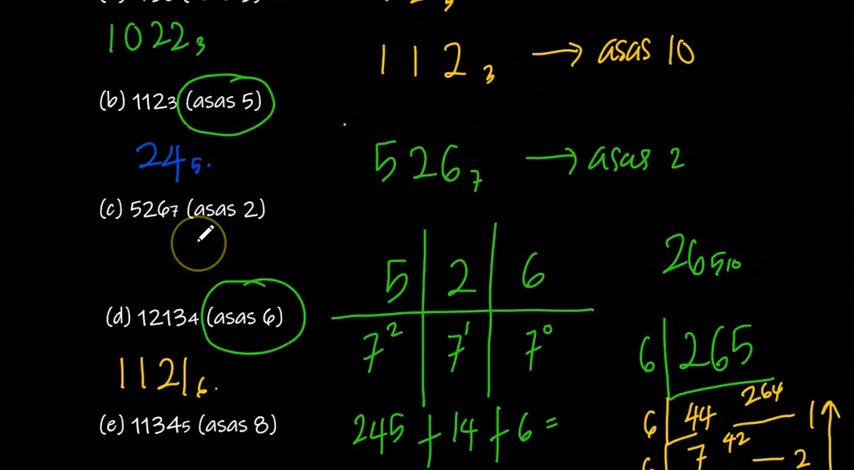 1022₃
112₃ → asas 10
(b) 112₃ (asas 5)
24₅.
526₇ → asas 2
(c) 526₇ (asas 2)
5 2 6
7² 7¹ 7⁰
245 + 14 + 6 =
265₁₀
(d) 1213₄ (asas 6)
1121₆.
(e) 1134₅ (asas 8)
6 265
6 44 264 1
6 7 42 — 2